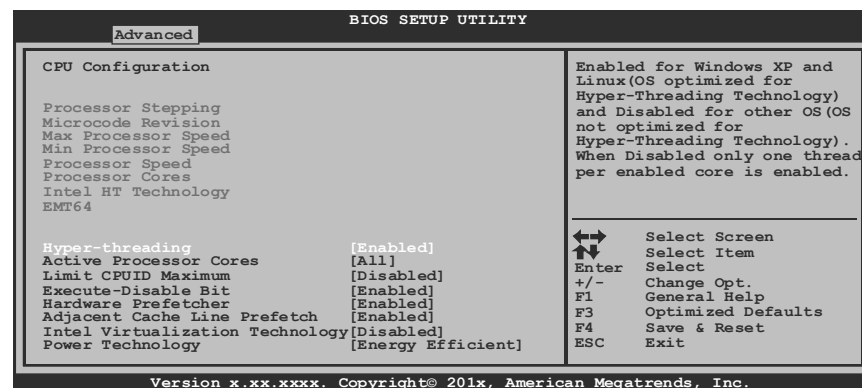 BIOS SETUP UTILITY
Advanced
CPU Configuration
Processor Stepping
Microcode Revision
Max Processor Speed
Min Processor Speed
Processor Speed
Processor Cores
Intel HT Technology
EMT64
Hyper-threading [Enabled]
Active Processor Cores [All]
Limit CPUID Maximum [Disabled]
Execute-Disable Bit [Enabled]
Hardware Prefetcher [Enabled]
Adjacent Cache Line Prefetch [Enabled]
Intel Virtualization Technology[Disabled]
Power Technology [Energy Efficient]
Enabled for Windows XP and
Linux(OS optimized for
Hyper-Threading Technology)
and Disabled for other OS(OS
not optimized for
Hyper-Threading Technology).
When Disabled only one thread
per enabled core is enabled.
Select Screen
Select Item
Enter Select
+/- Change Opt.
F1 General Help
F3 Optimized Defaults
F4 Save & Reset
ESC Exit
Version x.xx.xxxx. Copyright© 201x, American Megatrends, Inc.